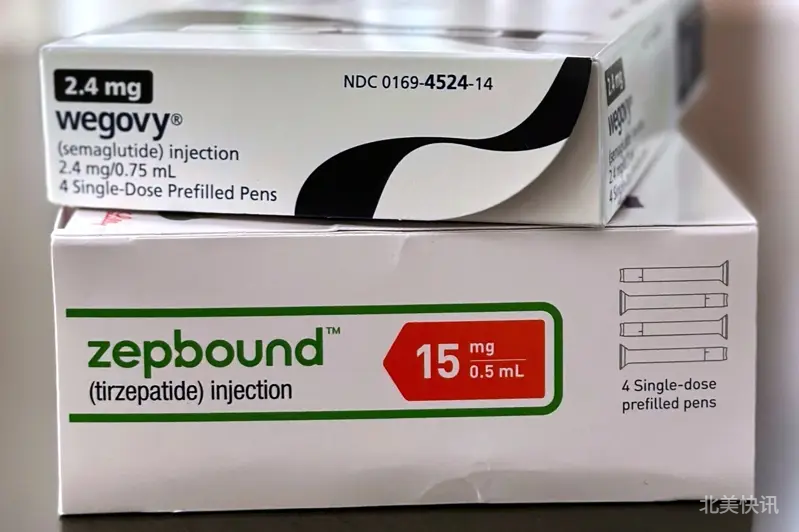 2.4 mg
NDC 0169-4524-14
wegovy®
(semaglutide) injection
2.4 mg/0.75 mL
4 Single-Dose Prefilled Pens
zepbound™
(tirzepatide) injection
15 mg
0.5 mL
4 Single-dose
prefilled pens
北美快讯